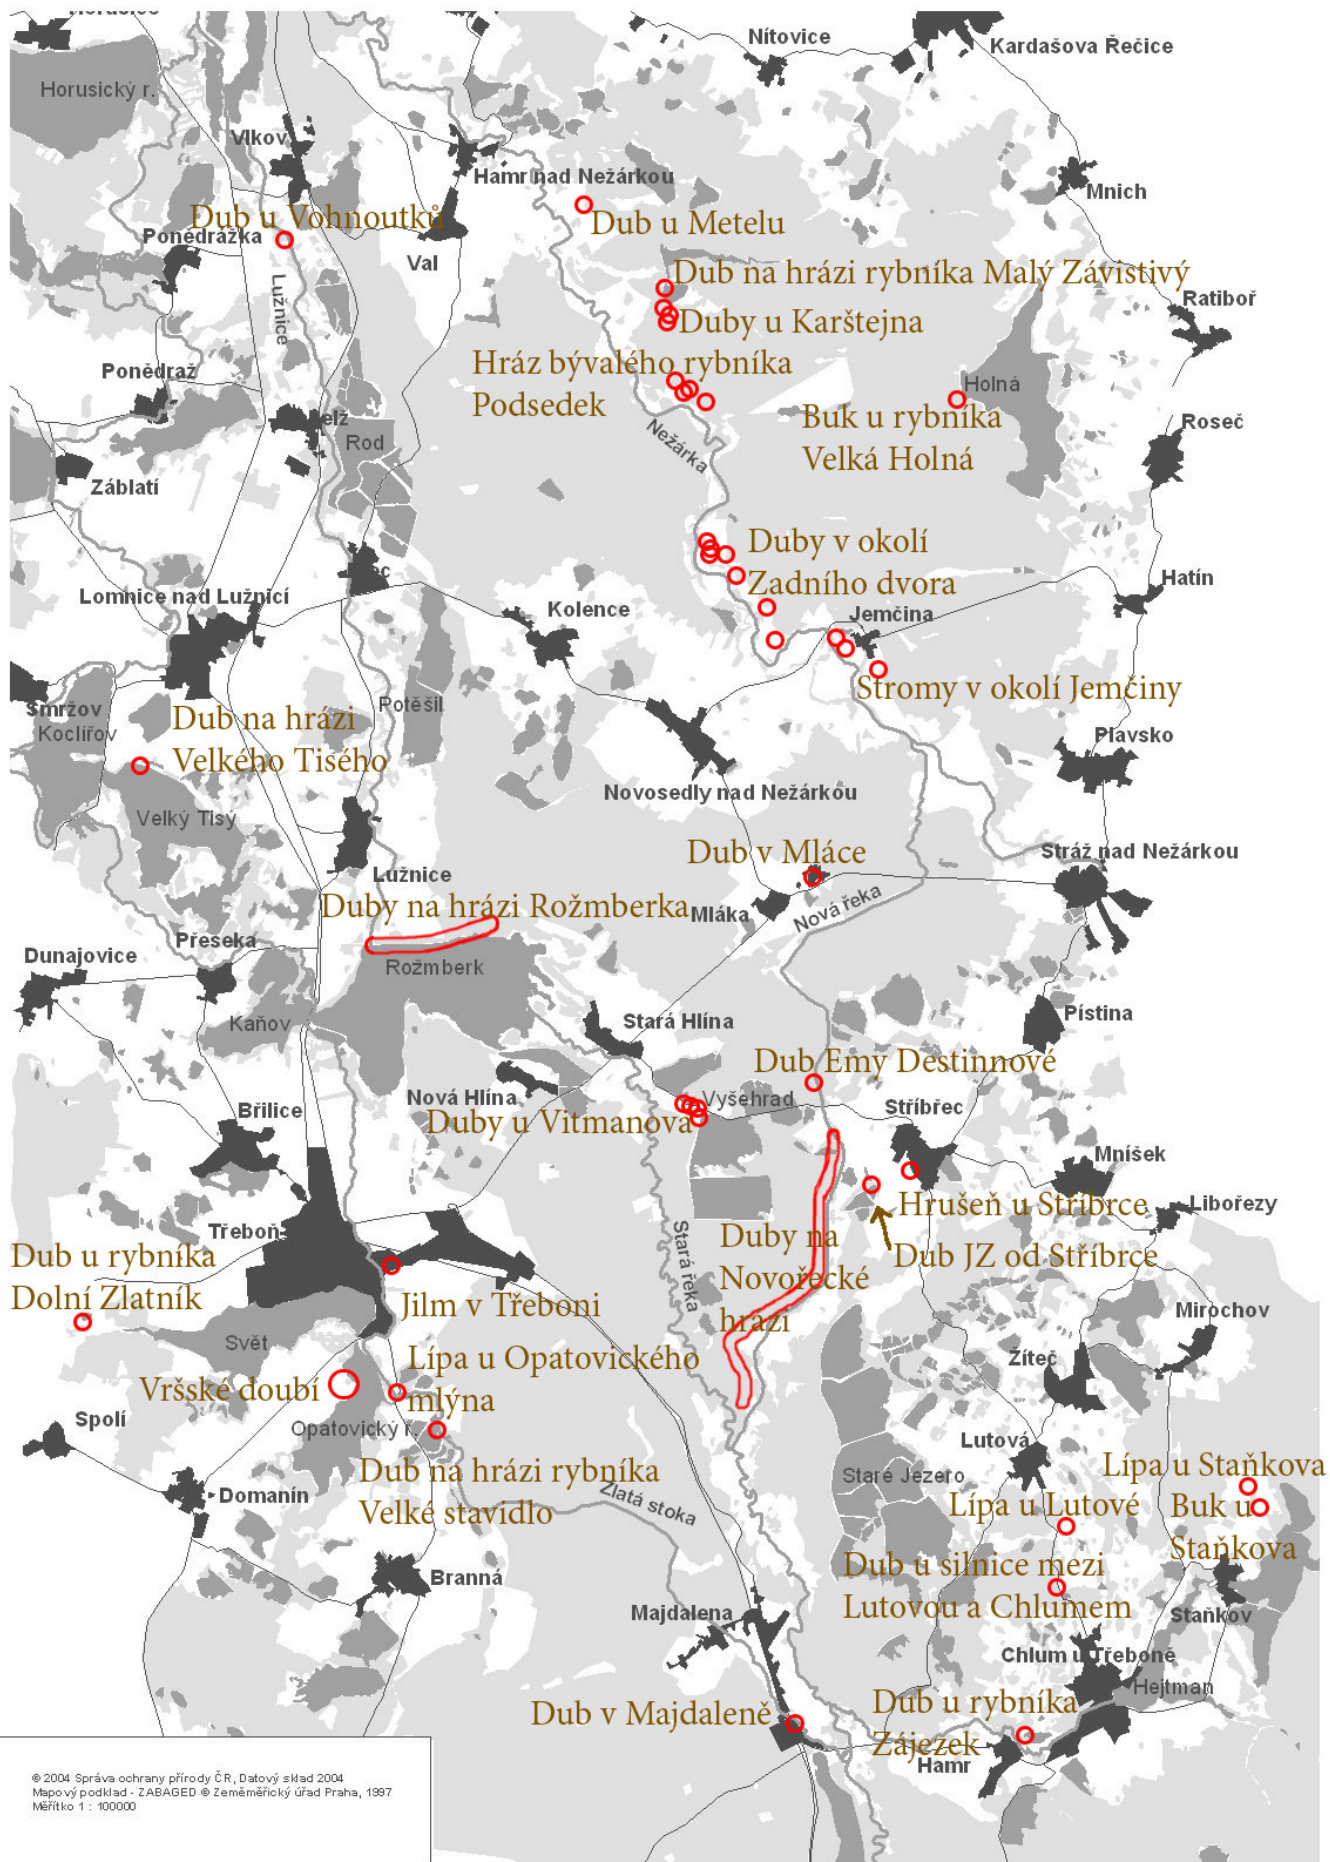 Nítovice
Kardašova Řečice
Horusický r.
Vlkov
Hamr nad Nežárkou
Mnich
Dub u Vohnoutků
Dub u Metelu
Ponědrážka
Val
Lužnice
Dub na hrázi rybníka Malý Závistivý
Ratiboř
Duby u Karštejna
Ponědraž
Hráz bývalého rybníka
Podsedek
Holná
Buk u rybníka
Velká Holná
Roseč
Rod
Nežárka
Záblatí
Duby v okolí
Zadního dvora
Hatín
Lomnice nad Lužnicí
Kolence
Jemčina
Stromy v okolí Jemčiny
Smržov
Koclířov
Potěšil
Dub na hrázi
Velkého Tisého
Plavsko
Novosedly nad Nežárkou
Velký Tisý
Dub v Mláce
Stráž nad Nežárkou
Lužnice
Duby na hrázi Rožmberka
Mláka
Nová řeka
Přeseka
Dunajovice
Rožmberk
Kaňov
Stará Hlína
Pístina
Dub Emy Destinnové
Nová Hlína
Vyšehrad
Břilice
Duby u Vitmanova
Stříbřec
Mníšek
Hrušeň u Stříbrce
Libořezy
Třeboň
Stará řeka
Duby na
Novořecké
hrázi
Dub JZ od Stříbrce
Dub u rybníka
Dolní Zlatník
Jilm v Třeboni
Mirochov
Svět
Lípa u Opatovického
mlýna
Žíteč
Vršské doubí
Spolí
Opatovický r.
Lutová
Dub na hrázi rybníka
Velké stavidlo
Staré Jezero
Lípa u Staňkova
Domanín
Zlatá stoka
Lípa u Lutové
Buk u
Staňkova
Branná
Dub u silnice mezi
Lutovou a Chlumem
Majdalena
Staňkov
Chlum u Třeboně
Hejtman
Dub v Majdaleně
Dub u rybníka
Záježek
Hamr
© 2004 Správa ochrany přírody ČR, Datový sklad 2004
Mapový podklad - ZABAGED © Zeměměřický úřad Praha, 1997
Měřítko 1 : 100000